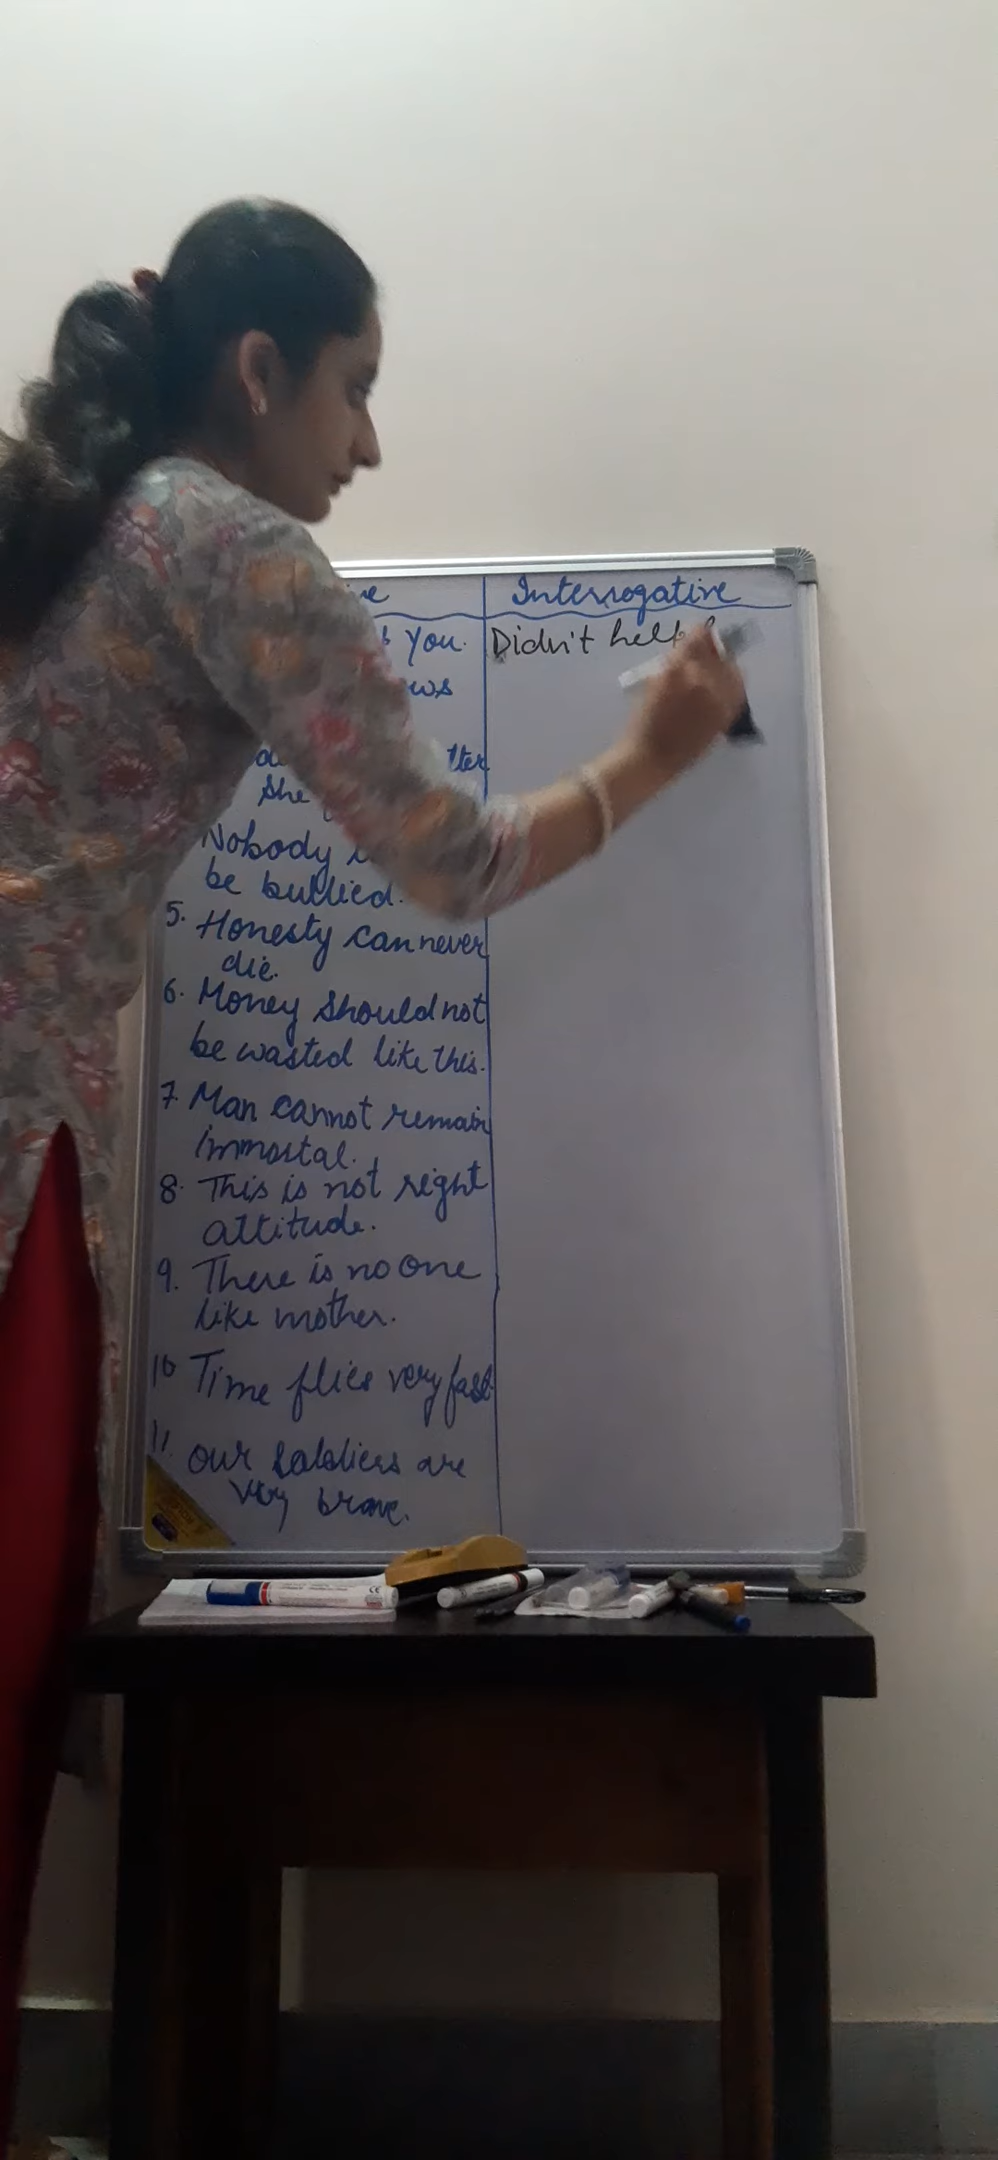 Interrogative
you. Didn't
Nobody
be bullied.
5. Honesty can never
die.
6. Money should not
be wasted like this.
7. Man cannot remain
immortal.
8. This is not right
attitude.
9. There is no one
like mother.
10 Time flies very fast.
11. Our soldiers are
very brave.